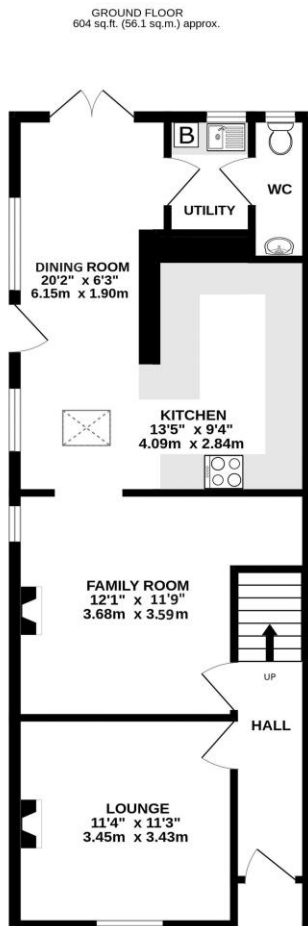 GROUND FLOOR
604 sq.ft. (56.1 sq.m.) approx.
B
WC
UTILITY
DINING ROOM
20'2" x 6'3"
6.15m x 1.90m
KITCHEN
13'5" x 9'4"
4.09m x 2.84m
FAMILY ROOM
12'1" x 11'9"
3.68m x 3.59m
UP
HALL
LOUNGE
11'4" x 11'3"
3.45m x 3.43m